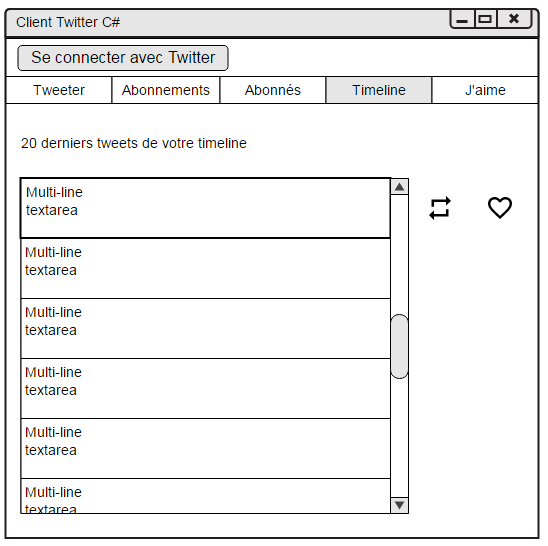 Client Twitter C#
Se connecter avec Twitter
Tweeter
Abonnements
Abonnés
Timeline
J'aime
20 derniers tweets de votre timeline
Multi-line
textarea
Multi-line
textarea
Multi-line
textarea
Multi-line
textarea
Multi-line
textarea
Multi-line
textarea